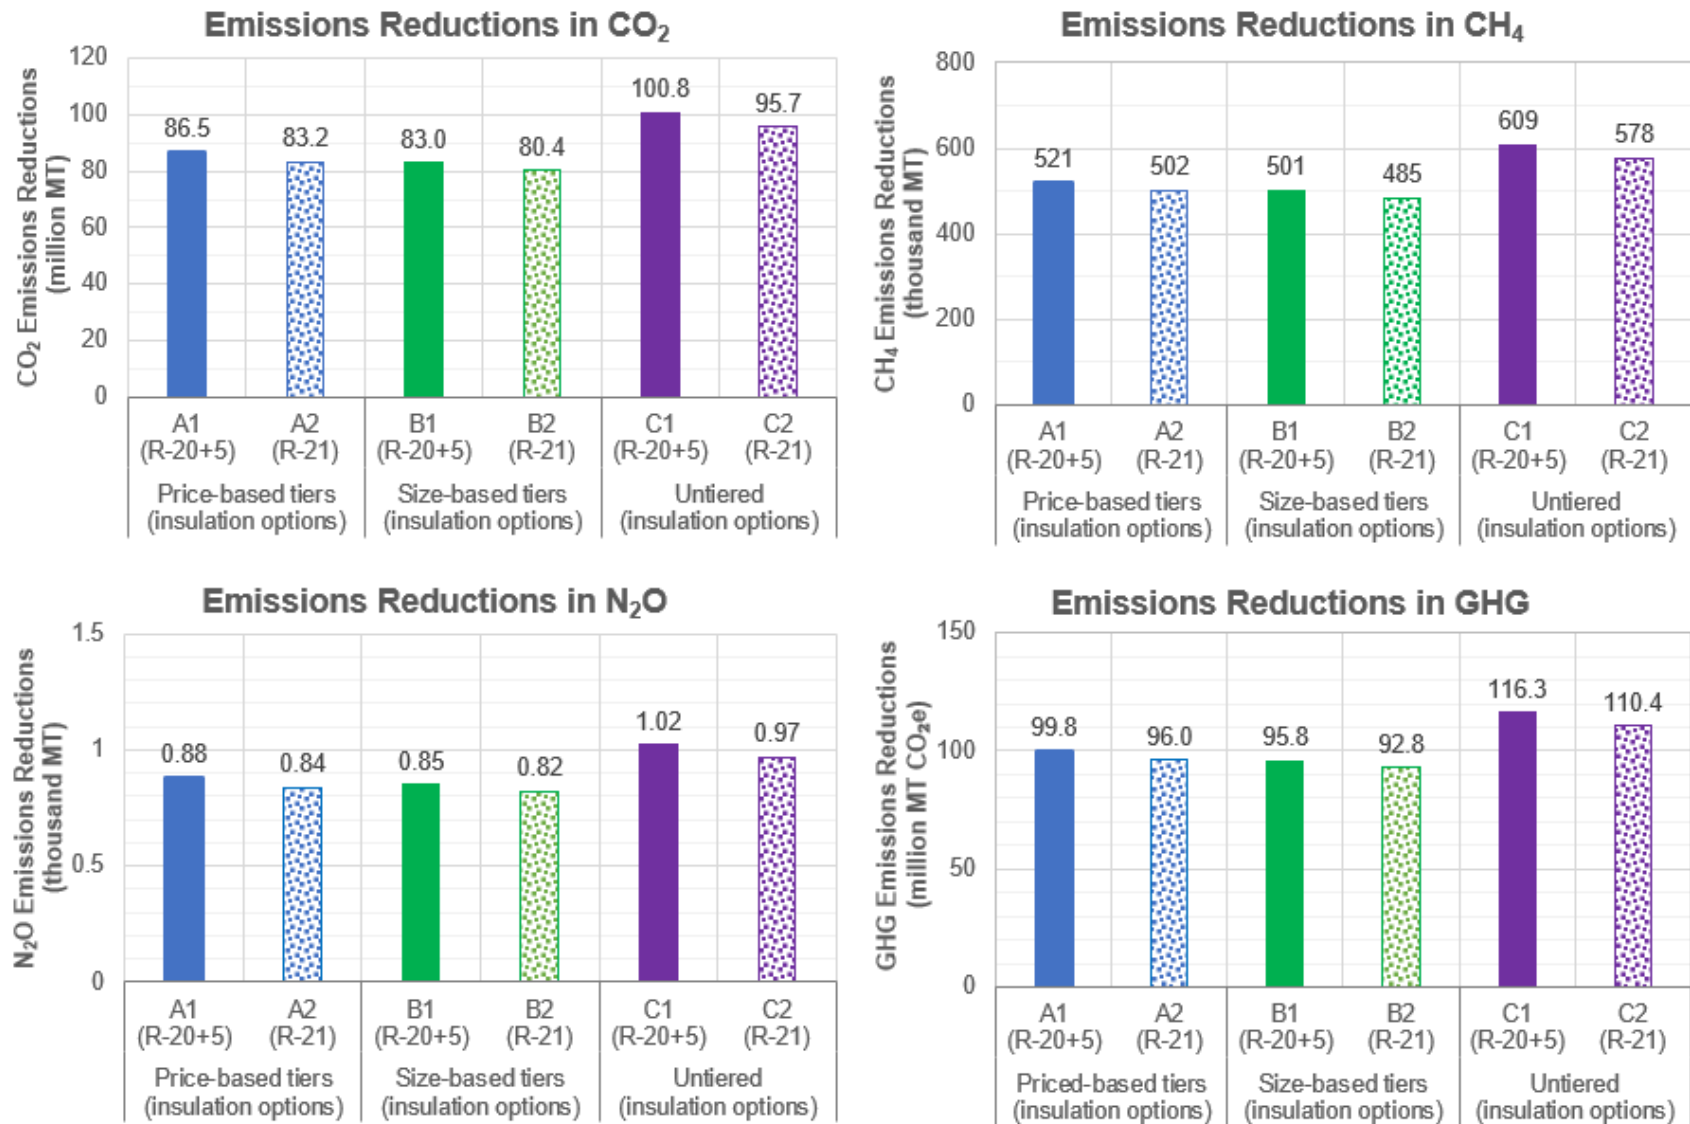 Emissions Reductions in CO₂
CO₂ Emissions Reductions
(million MT)
120
100
80
60
40
20
0
86.5
83.2
83.0
80.4
100.8
95.7
A1 A2 B1 B2 C1 C2
(R-20+5) (R-21) (R-20+5) (R-21) (R-20+5) (R-21)
Price-based tiers Size-based tiers Untiered
(insulation options) (insulation options) (insulation options)
Emissions Reductions in CH₄
CH₄ Emissions Reductions
(thousand MT)
800
600
400
200
0
521
502
501
485
609
578
A1 A2 B1 B2 C1 C2
(R-20+5) (R-21) (R-20+5) (R-21) (R-20+5) (R-21)
Price-based tiers Size-based tiers Untiered
(insulation options) (insulation options) (insulation options)
Emissions Reductions in N₂O
N₂O Emissions Reductions
(thousand MT)
1.5
1
0.5
0
0.88
0.84
0.85
0.82
1.02
0.97
A1 A2 B1 B2 C1 C2
(R-20+5) (R-21) (R-20+5) (R-21) (R-20+5) (R-21)
Price-based tiers Size-based tiers Untiered
(insulation options) (insulation options) (insulation options)
Emissions Reductions in GHG
GHG Emissions Reductions
(million MT CO₂e)
150
100
50
0
99.8
96.0
95.8
92.8
116.3
110.4
A1 A2 B1 B2 C1 C2
(R-20+5) (R-21) (R-20+5) (R-21) (R-20+5) (R-21)
Priced-based tiers Size-based tiers Untiered
(insulation options) (insulation options) (insulation options)